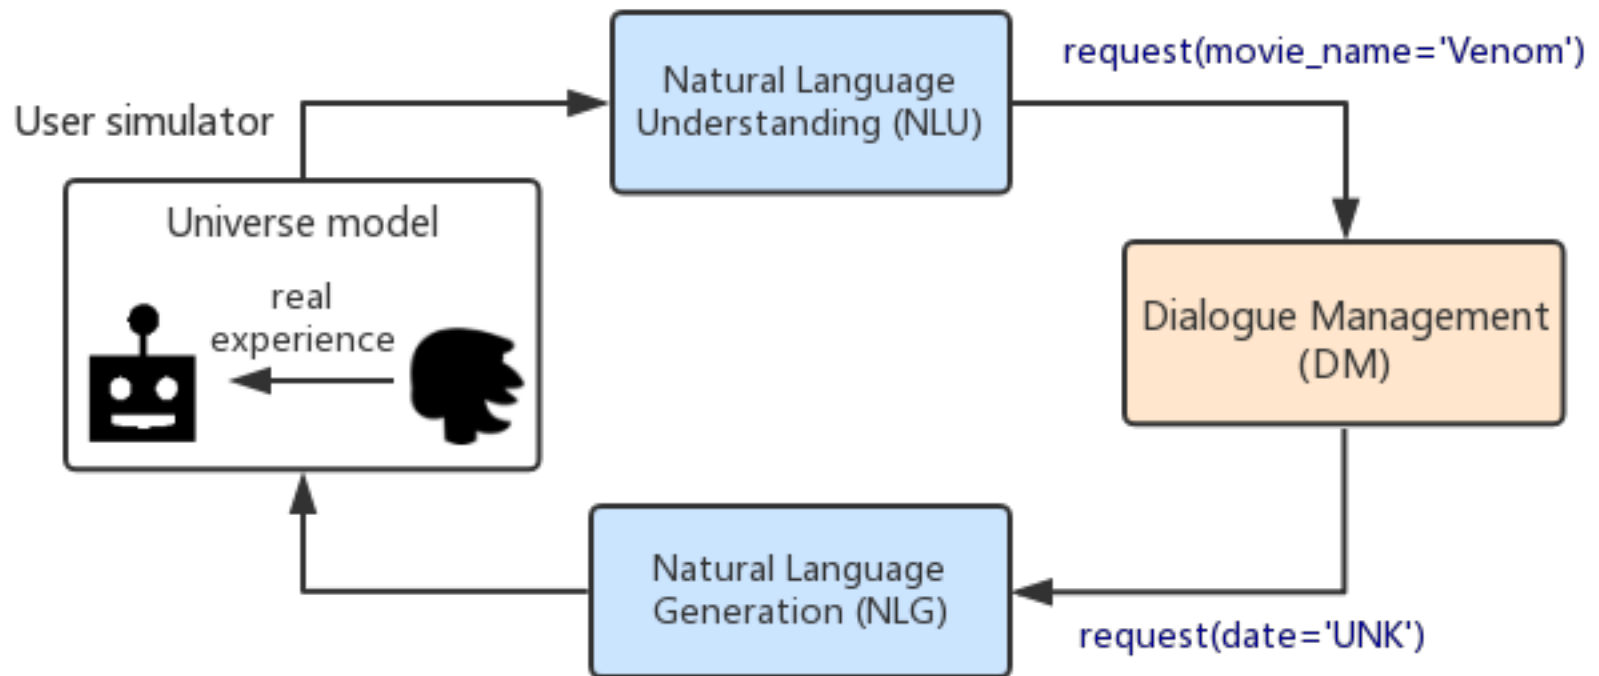 User simulator
Universe model
real
experience
Natural Language
Understanding (NLU)
request(movie_name='Venom')
Dialogue Management
(DM)
request(date='UNK')
Natural Language
Generation (NLG)